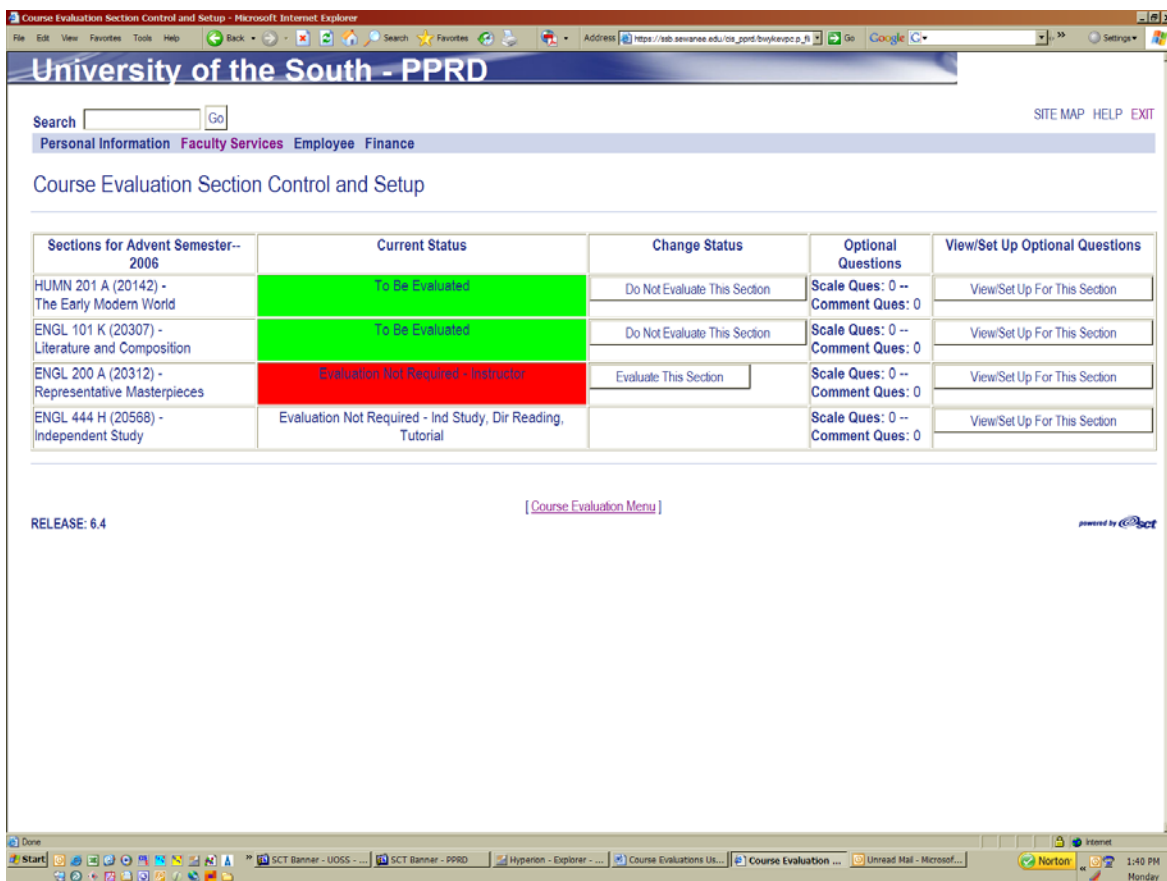 Course Evaluation Section Control and Setup - Microsoft Internet Explorer
File Edit View Favorites Tools Help Back Search Favorites Address https://ssb.sewanee.edu/cis_pprd/bwykevpc.p_fi Go Google Settings
University of the South - PPRD
Search Go SITE MAP HELP EXIT
Personal Information Faculty Services Employee Finance
Course Evaluation Section Control and Setup
Sections for Advent Semester-- Current Status Change Status Optional View/Set Up Optional Questions
2006 Questions
HUMN 201 A (20142) - To Be Evaluated Do Not Evaluate This Section Scale Ques: 0 -- View/Set Up For This Section
The Early Modern World Comment Ques: 0
ENGL 101 K (20307) - To Be Evaluated Do Not Evaluate This Section Scale Ques: 0 -- View/Set Up For This Section
Literature and Composition Comment Ques: 0
ENGL 200 A (20312) - Evaluation Not Required - Instructor Evaluate This Section Scale Ques: 0 -- View/Set Up For This Section
Representative Masterpieces Comment Ques: 0
ENGL 444 H (20568) - Evaluation Not Required - Ind Study, Dir Reading, Scale Ques: 0 -- View/Set Up For This Section
Independent Study Tutorial Comment Ques: 0
[ Course Evaluation Menu ]
RELEASE: 6.4 powered by sct
Done Internet
Start SCT Banner - UOSS - ... SCT Banner - PPRD Hyperion - Explorer - ... Course Evaluations Us... Course Evaluation ... Unread Mail - Microsof... Norton 1:40 PM
Monday